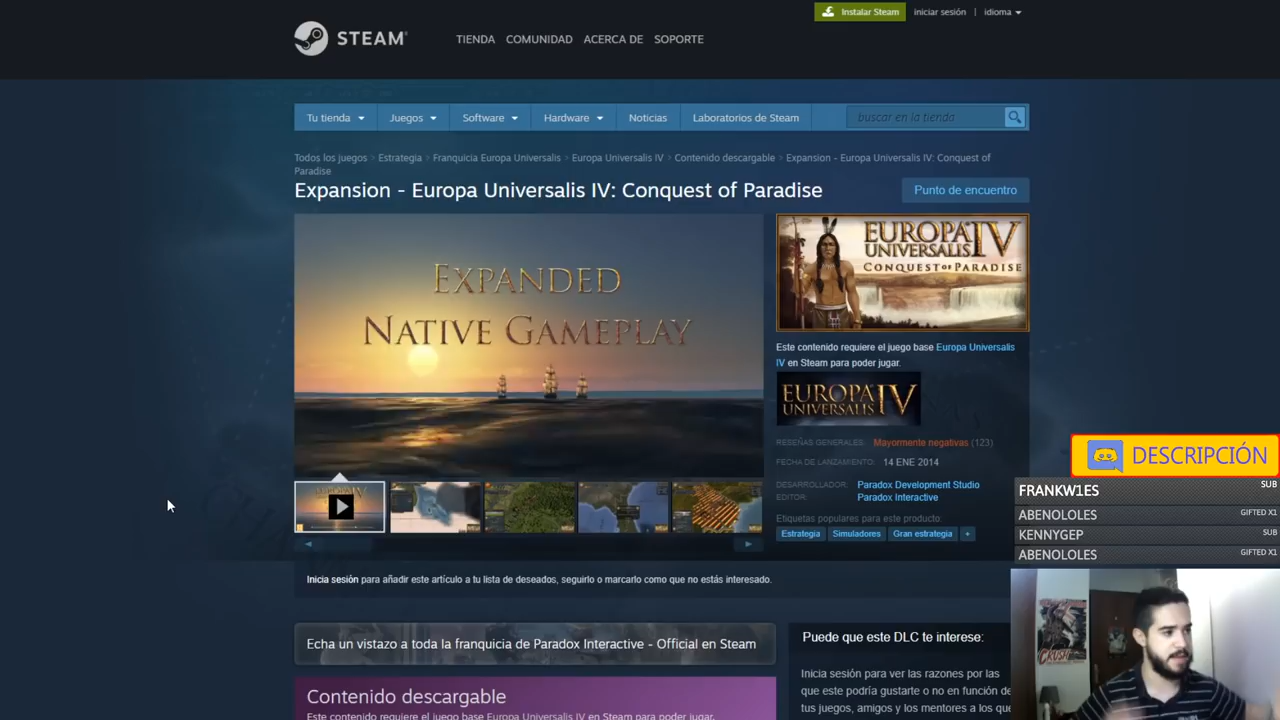 Instalar Steam
iniciar sesión | idioma
STEAM®
TIENDA COMUNIDAD ACERCA DE SOPORTE
Tu tienda Juegos Software Hardware Noticias Laboratorios de Steam buscar en la tienda
Todos los juegos > Estrategia > Franquicia Europa Universalis > Europa Universalis IV > Contenido descargable > Expansion - Europa Universalis IV: Conquest of
Paradise
Expansion - Europa Universalis IV: Conquest of Paradise
Punto de encuentro
EXPANDED
NATIVE GAMEPLAY
EUROPA
UNIVERSALIS IV
CONQUEST OF PARADISE
Este contenido requiere el juego base Europa Universalis
IV en Steam para poder jugar.
EUROPA
UNIVERSALIS IV
RESEÑAS GENERALES: Mayormente negativas (123)
FECHA DE LANZAMIENTO: 14 ENE 2014
DESARROLLADOR: Paradox Development Studio
EDITOR: Paradox Interactive
Etiquetas populares para este producto:
Estrategia Simuladores Gran estrategia +
Inicia sesión para añadir este artículo a tu lista de deseados, seguirlo o marcarlo como que no estás interesado.
Echa un vistazo a toda la franquicia de Paradox Interactive - Official en Steam
Contenido descargable
Este contenido requiere el juego base Europa Universalis IV en Steam para poder jugar.
Puede que este DLC te interese:
Inicia sesión para ver las razones por las
que este podría gustarte o no en función de
tus juegos, amigos y los mentores a los que
DESCRIPCIÓN
FRANKW1ES SUB
ABENOLOLES GIFTED X1
KENNYGEP SUB
ABENOLOLES GIFTED X1
CRUSH